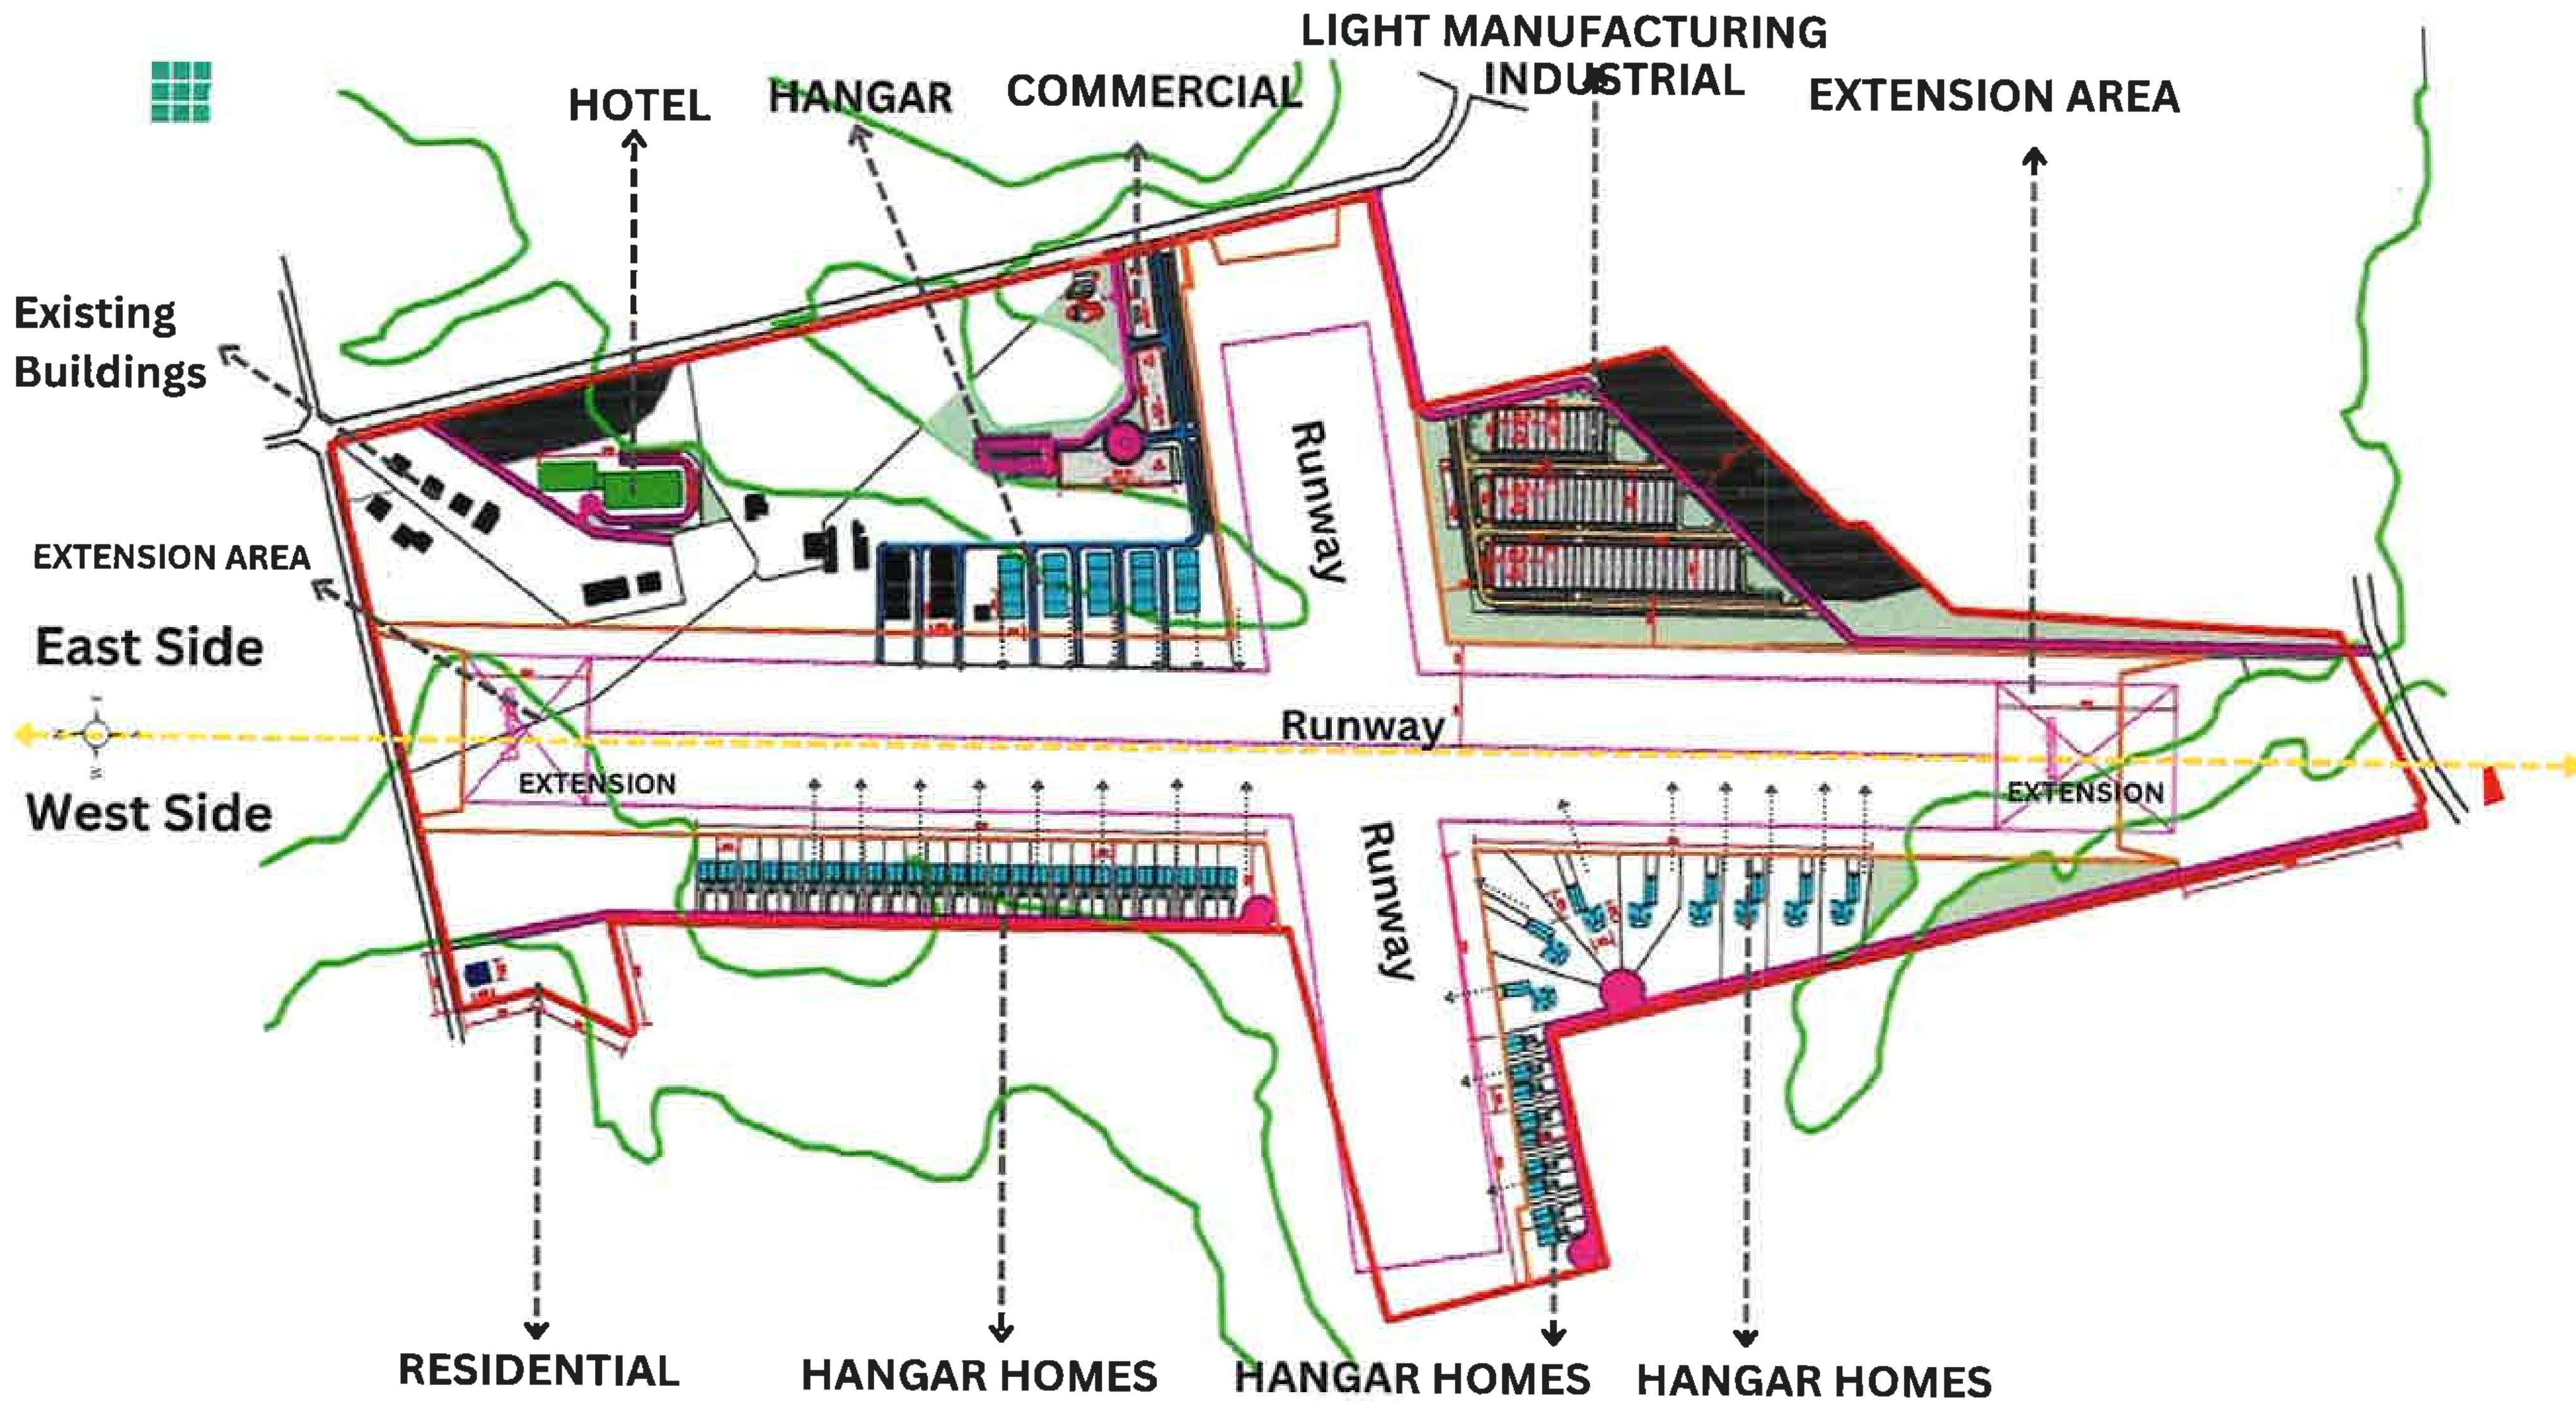 LIGHT MANUFACTURING
INDUSTRIAL
HOTEL
HANGAR
COMMERCIAL
EXTENSION AREA
Existing
Buildings
EXTENSION AREA
East Side
Runway
Runway
West Side
W
EXTENSION
EXTENSION
Runway
RESIDENTIAL
HANGAR HOMES
HANGAR HOMES
HANGAR HOMES